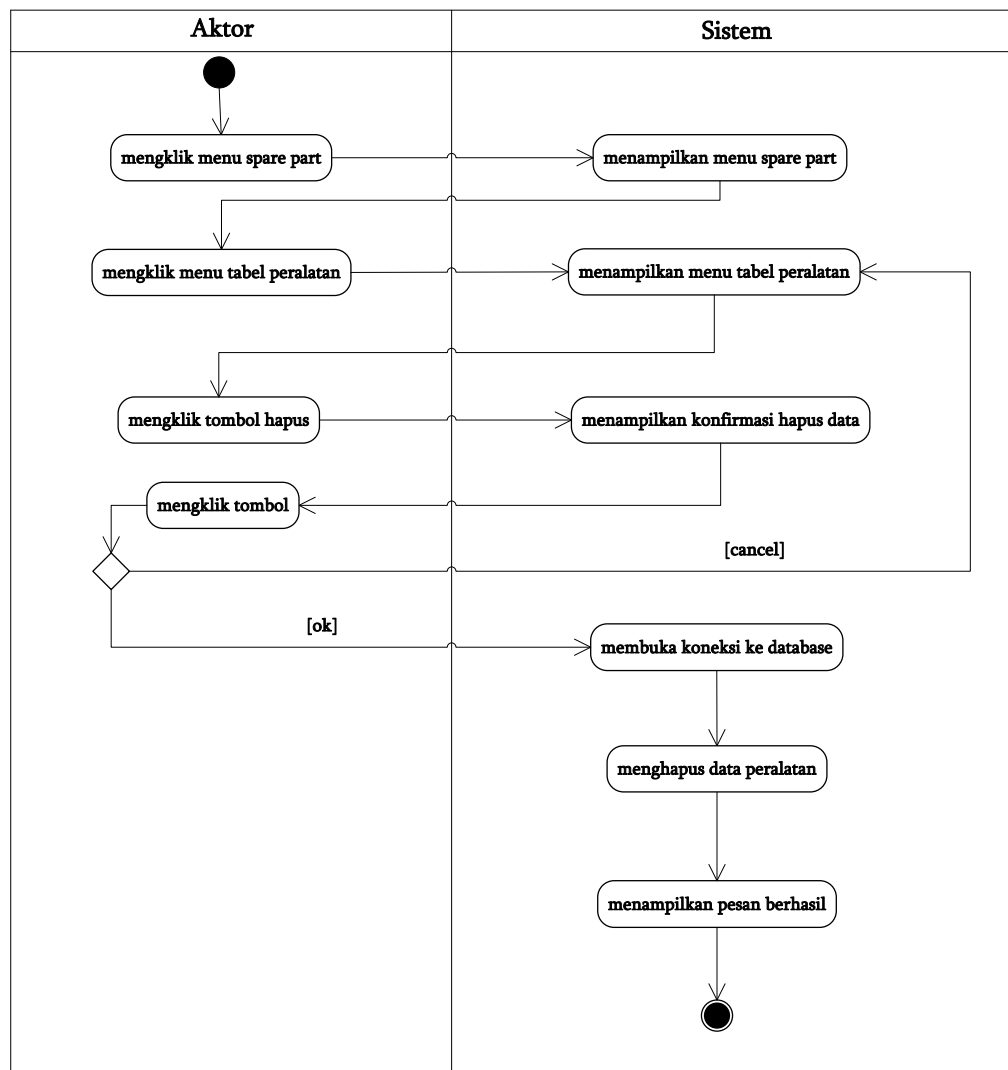 Aktor
Sistem
mengklik menu spare part
menampilkan menu spare part
mengklik menu tabel peralatan
menampilkan menu tabel peralatan
mengklik tombol hapus
menampilkan konfirmasi hapus data
mengklik tombol
[cancel]
[ok]
membuka koneksi ke database
menghapus data peralatan
menampilkan pesan berhasil